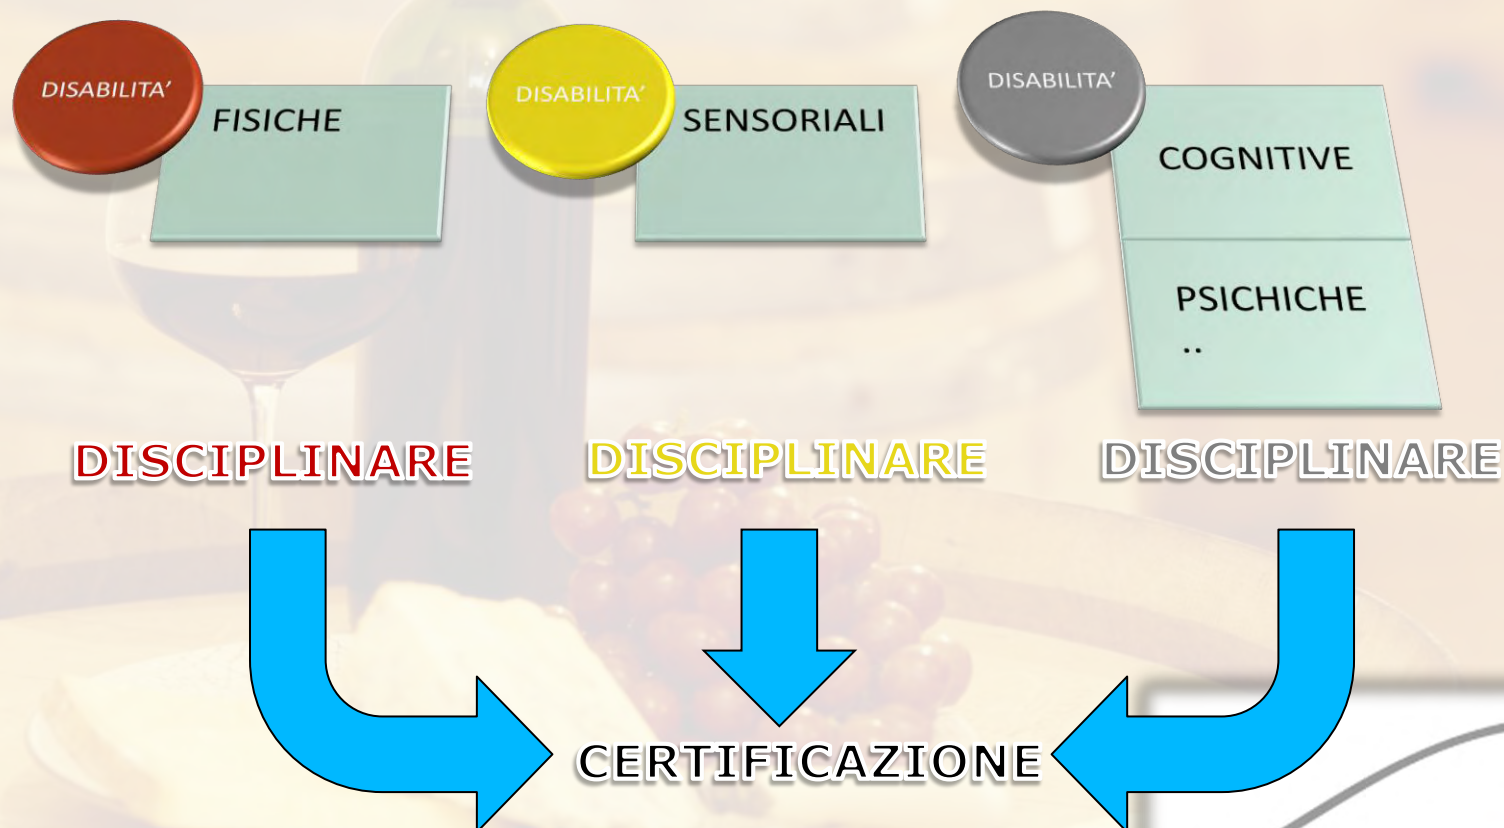 DISABILITA’
FISICHE
DISABILITA’
SENSORIALI
DISABILITA’
COGNITIVE
PSICHICHE
..
DISCIPLINARE
DISCIPLINARE
DISCIPLINARE
CERTIFICAZIONE